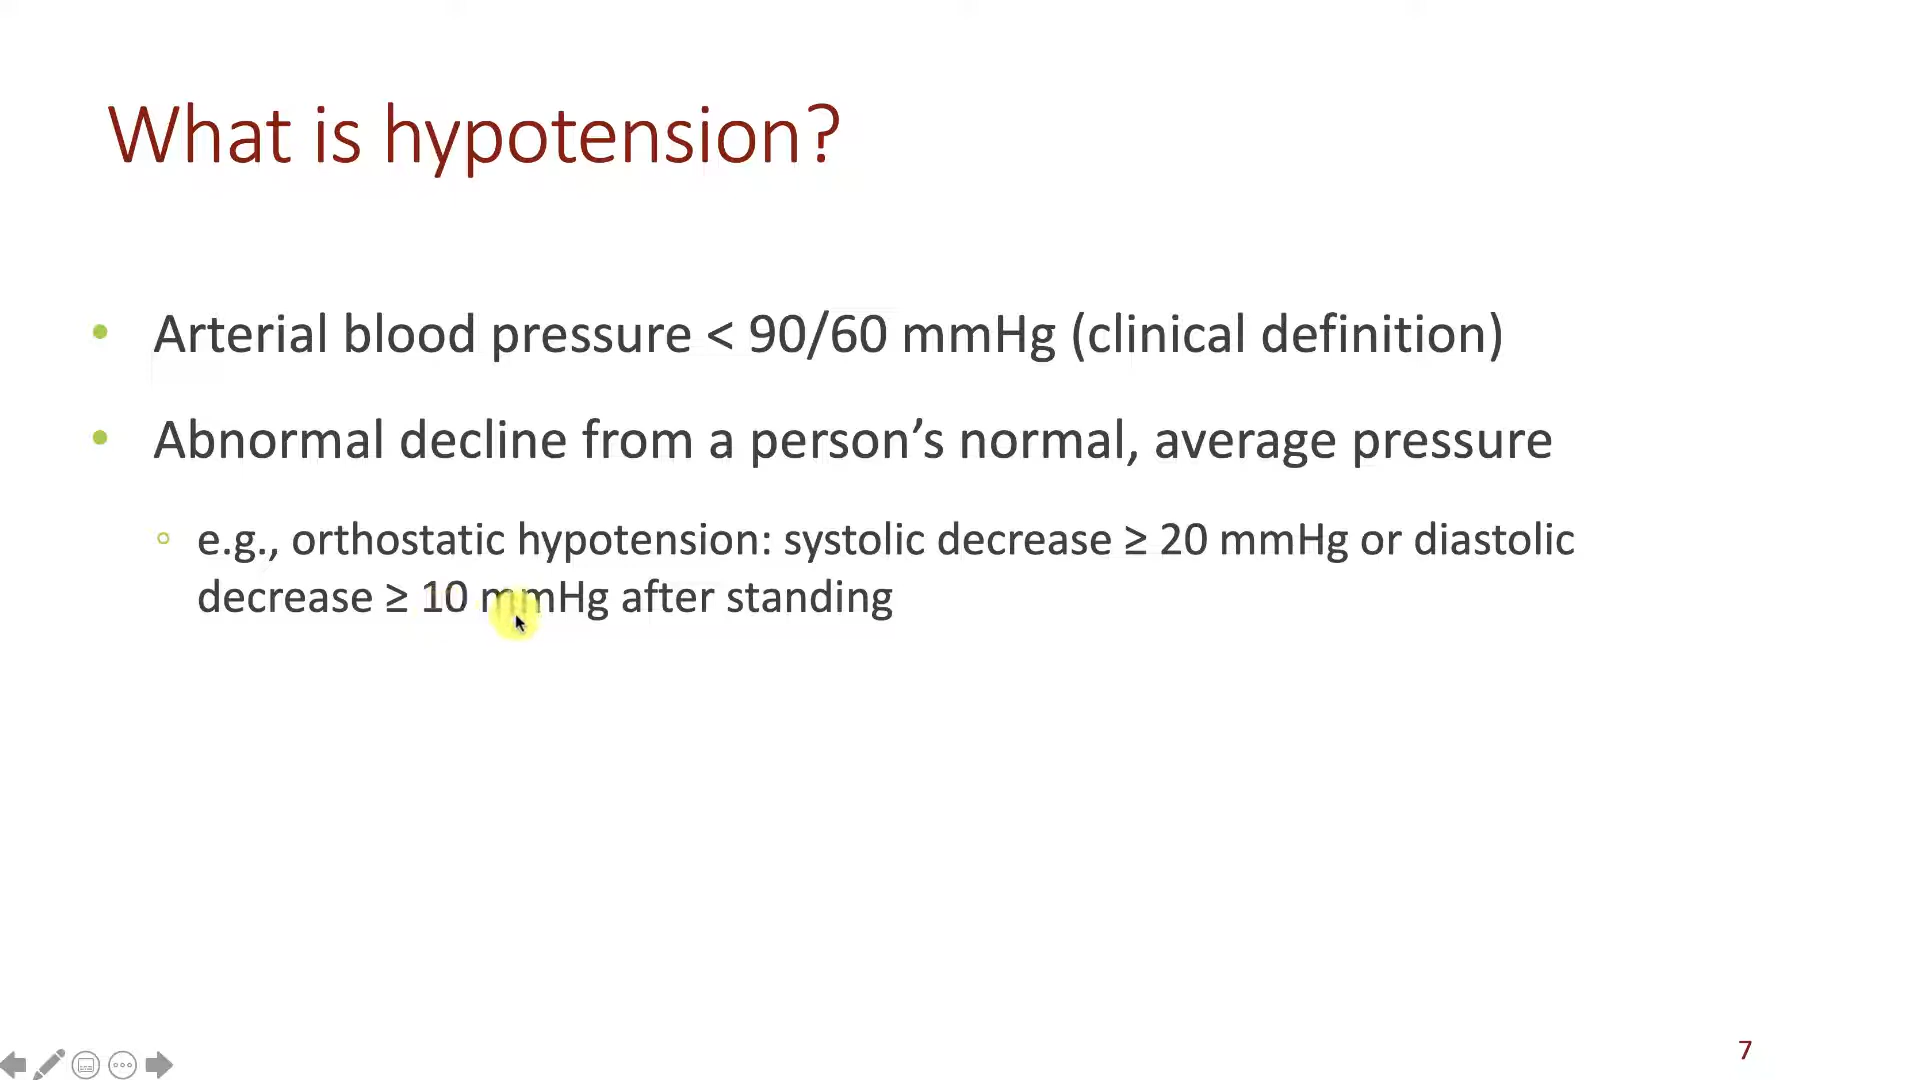 What is hypotension?
• Arterial blood pressure < 90/60 mmHg (clinical definition)
• Abnormal decline from a person’s normal, average pressure
◦ e.g., orthostatic hypotension: systolic decrease ≥ 20 mmHg or diastolic
decrease ≥ 10 mmHg after standing
7